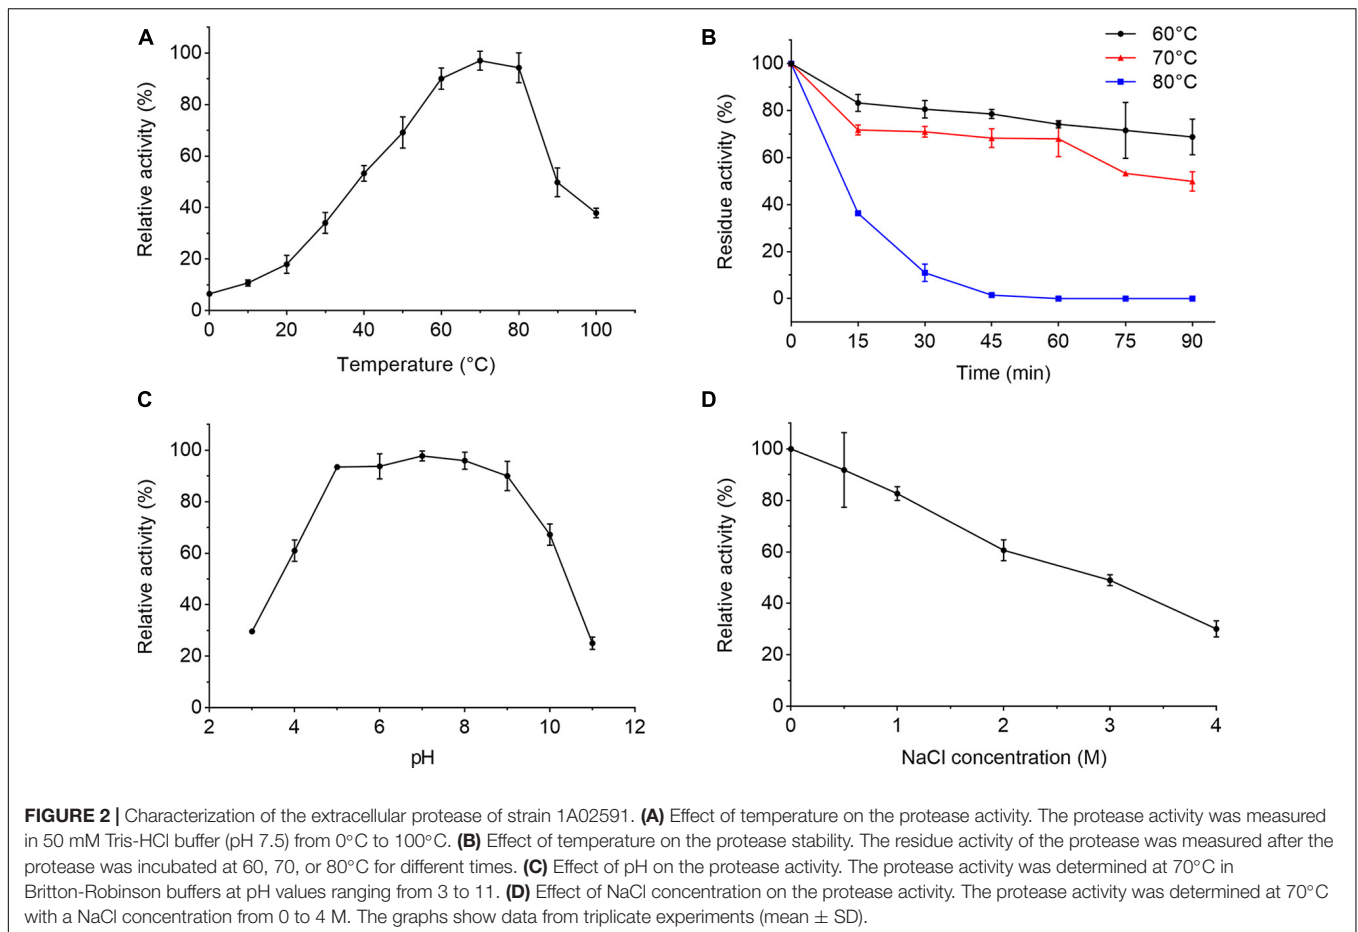 A
Relative activity (%)
100
80
60
40
20
0
0 20 40 60 80 100
Temperature (°C)
B
60°C
70°C
80°C
Residue activity (%)
100
80
60
40
20
0
0 15 30 45 60 75 90
Time (min)
C
Relative activity (%)
100
80
60
40
20
0
2 4 6 8 10 12
pH
D
Relative activity (%)
100
80
60
40
20
0
0 1 2 3 4
NaCl concentration (M)
FIGURE 2 | Characterization of the extracellular protease of strain 1A02591. (A) Effect of temperature on the protease activity. The protease activity was measured
in 50 mM Tris-HCl buffer (pH 7.5) from 0°C to 100°C. (B) Effect of temperature on the protease stability. The residue activity of the protease was measured after the
protease was incubated at 60, 70, or 80°C for different times. (C) Effect of pH on the protease activity. The protease activity was determined at 70°C in
Britton-Robinson buffers at pH values ranging from 3 to 11. (D) Effect of NaCl concentration on the protease activity. The protease activity was determined at 70°C
with a NaCl concentration from 0 to 4 M. The graphs show data from triplicate experiments (mean ± SD).